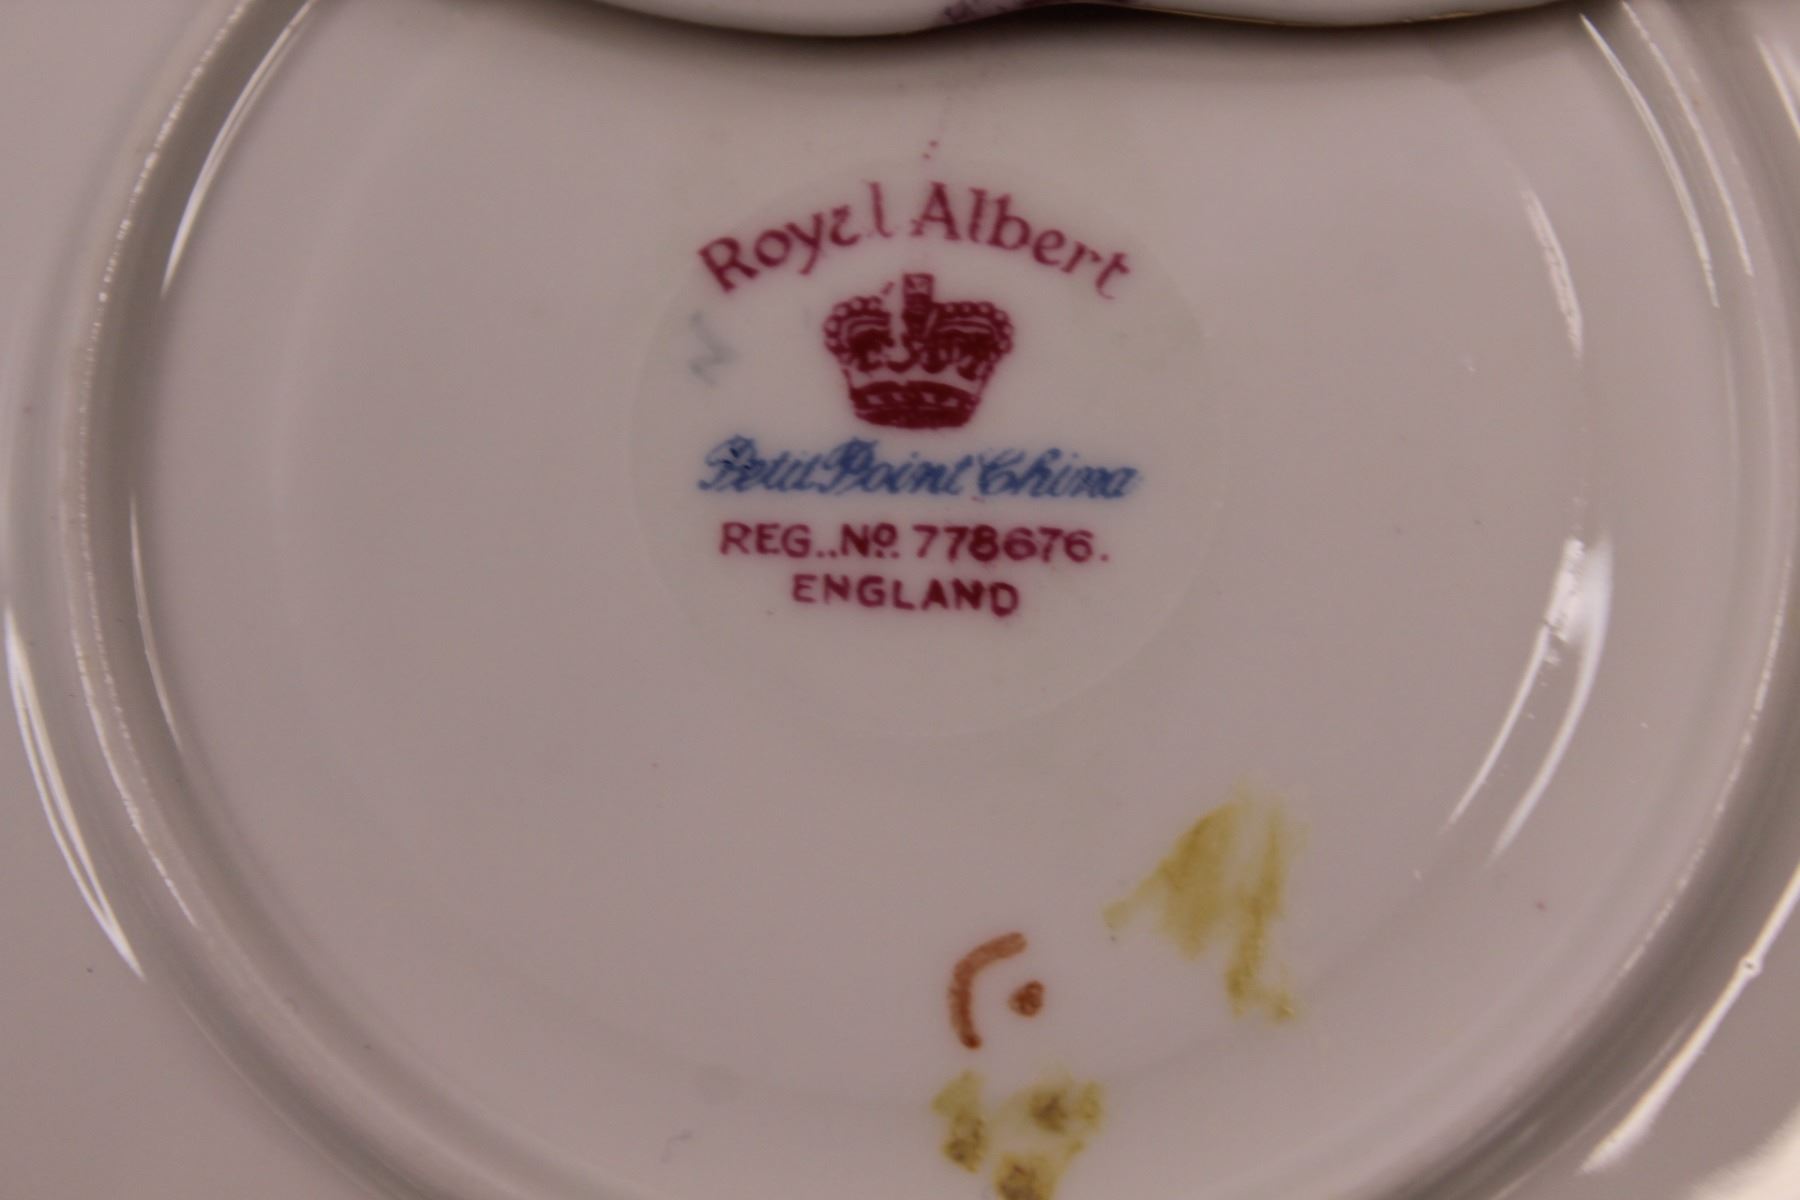 Royal Albert
Petit Point China
REG..Nº. 778676.
ENGLAND